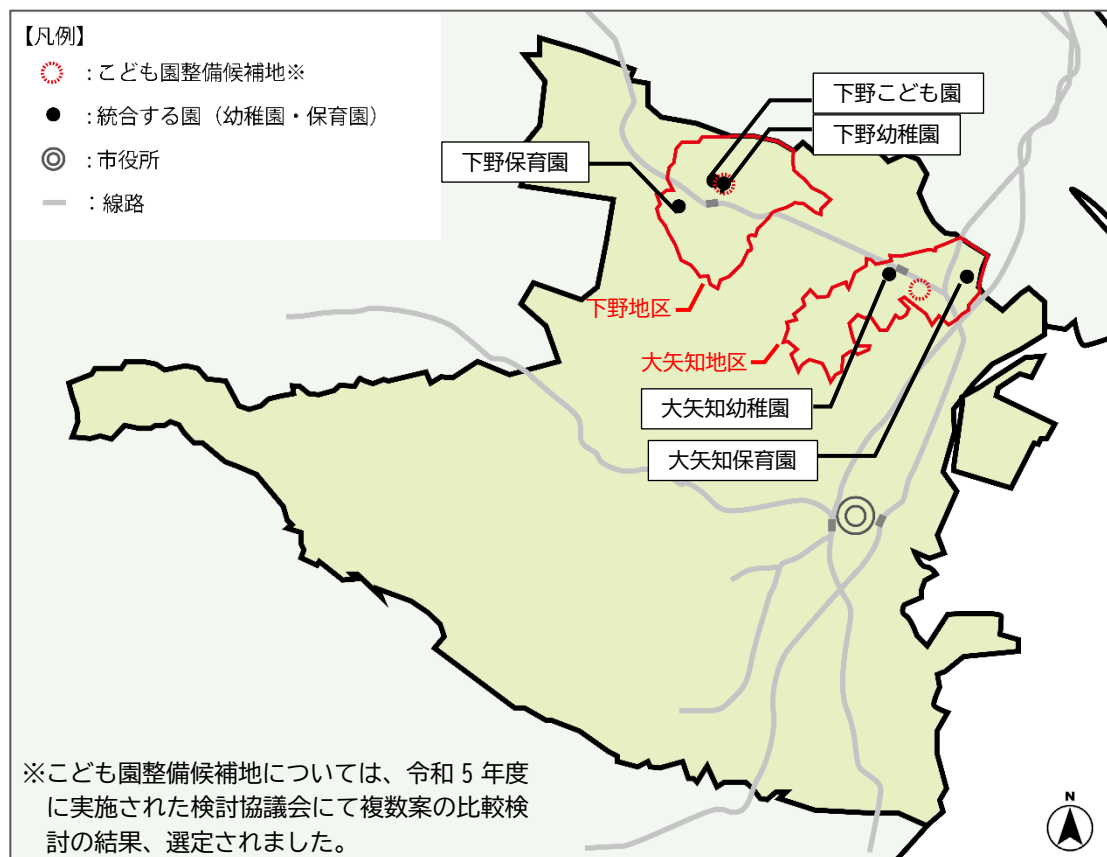 【凡例】
：こども園整備候補地※
：統合する園（幼稚園・保育園）
：市役所
：線路
下野こども園
下野幼稚園
下野保育園
下野地区
大矢知地区
大矢知幼稚園
大矢知保育園
※こども園整備候補地については、令和 5 年度
に実施された検討協議会にて複数案の比較検
討の結果、選定されました。
N